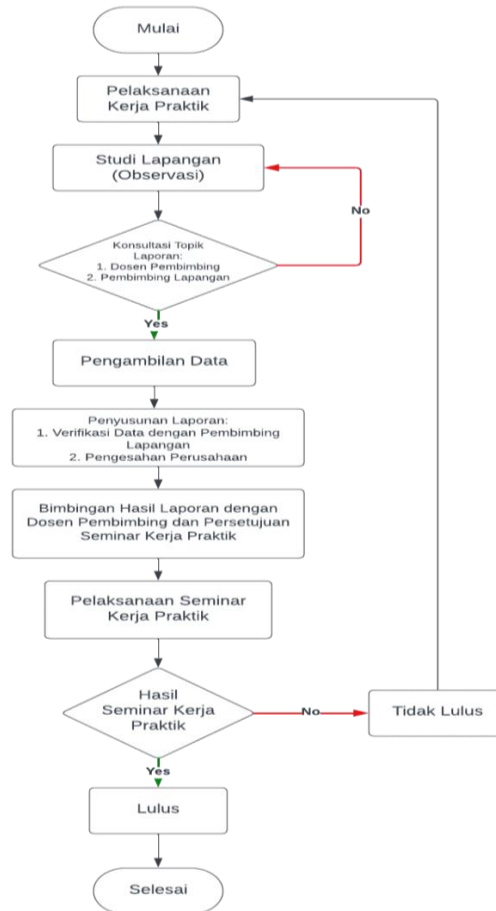 Mulai
Pelaksanaan
Kerja Praktik
Studi Lapangan
(Observasi)
No
Konsultasi Topik
Laporan:
1. Dosen Pembimbing
2. Pembimbing Lapangan
Yes
Pengambilan Data
Penyusunan Laporan:
1. Verifikasi Data dengan Pembimbing
Lapangan
2. Pengesahan Perusahaan
Bimbingan Hasil Laporan dengan
Dosen Pembimbing dan Persetujuan
Seminar Kerja Praktik
Pelaksanaan Seminar
Kerja Praktik
Hasil
Seminar Kerja
Praktik
No
Tidak Lulus
Yes
Lulus
Selesai